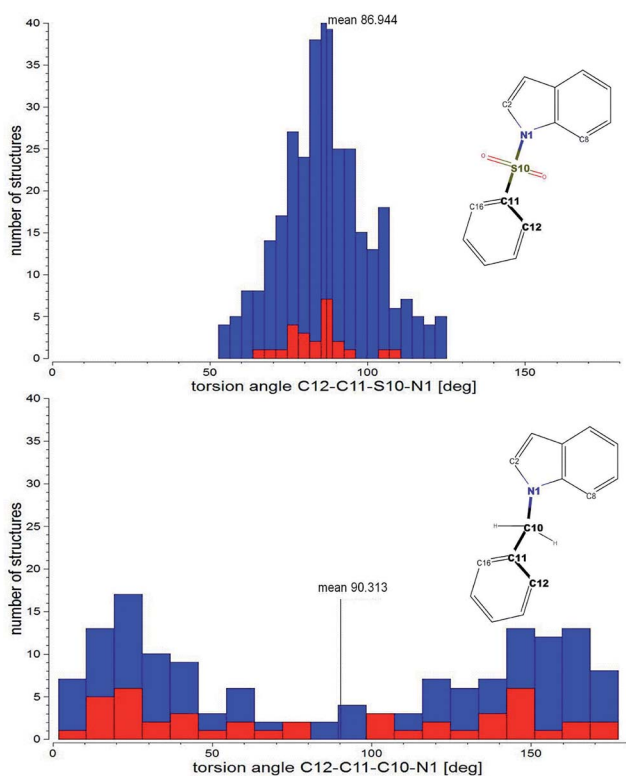 mean 86.944
number of structures
40
35
30
25
20
15
10
5
0
0 50 100 150
torsion angle C12-C11-S10-N1 [deg]
C2
N1
C8
O
S10
O
C16
C11
C12
mean 90.313
number of structures
40
35
30
25
20
15
10
5
0
0 50 100 150
torsion angle C12-C11-C10-N1 [deg]
C2
N1
C8
H
C10
H
C11
C16
C12